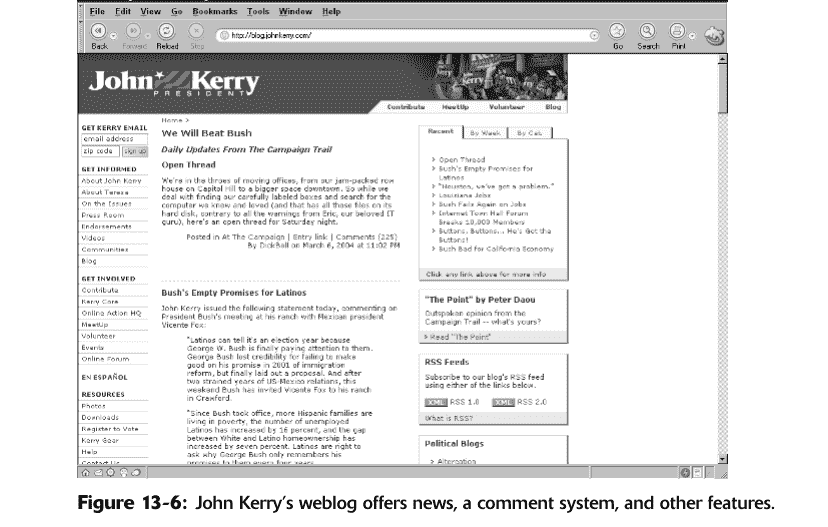 File Edit View Go Bookmarks Tools Window Help
http://blog.johnkerry.com/
Back Forward Reload Stop Go Search Print
John Kerry
PRESIDENT
Contribute MeetUp Volunteer Blog
GET KERRY EMAIL
email address
zip code sign up
GET INFORMED
About John Kerry
About Teresa
On the Issues
Press Room
Endorsements
Videos
Communities
Blog
GET INVOLVED
Contribute
Kerry Core
Online Action HQ
MeetUp
Volunteer
Events
Online Forum
EN ESPAÑOL
RESOURCES
Photos
Downloads
Register to Vote
Kerry Gear
Help
Contact Us
Home >
We Will Beat Bush
Daily Updates From The Campaign Trail
Open Thread
We're in the throes of moving offices, from our jam-packed row
house on Capitol Hill to a bigger space downtown. So while we
deal with finding our carefully labeled boxes and search for the
computer we know and loved (and that has all those files on its
hard disk, contrary to all the warnings from Eric, our beloved IT
guru), here's an open thread for Saturday night.
Posted in At The Campaign | Entry link | Comments (225)
By DickBell on March 6, 2004 at 11:02 PM
Bush's Empty Promises for Latinos
John Kerry issued the following statement today, commenting on
President Bush's meeting at his ranch with Mexican president
Vicente Fox:
"Latinos can tell it's an election year because
George W. Bush is finally paying attention to them.
George Bush lost credibility for failing to make
good on his promise in 2001 of immigration
reform, but finally laid out a proposal. And after
two strained years of US-Mexico relations, this
weekend Bush has invited Vicente Fox to his ranch
in Crawford.
"Since Bush took office, more Hispanic families are
living in poverty, the number of unemployed
Latinos has increased by 16 percent, and the gap
between White and Latino homeownership has
increased by seven percent. Latinos are right to
ask why George Bush only remembers his
promises to them every four years.
Recent By Week By Cat.
> Open Thread
> Bush's Empty Promises for
Latinos
> "Houston, we've got a problem."
> Louisiana Jobs
> Bush Fails Again on Jobs
> Internet Town Hall Forum
Breaks 10,000 Members
> Buttons, Buttons... He's Got the
Buttons!
> Bush Bad for California Economy
Click any link above for more info
"The Point" by Peter Daou
Outspoken opinion from the
Campaign Trail -- what's yours?
> Read "The Point"
RSS Feeds
Subscribe to our blog's RSS feed
using either of the links below.
XML RSS 1.0 XML RSS 2.0
What is RSS?
Political Blogs
> Alteration
Figure 13-6: John Kerry's weblog offers news, a comment system, and other features.